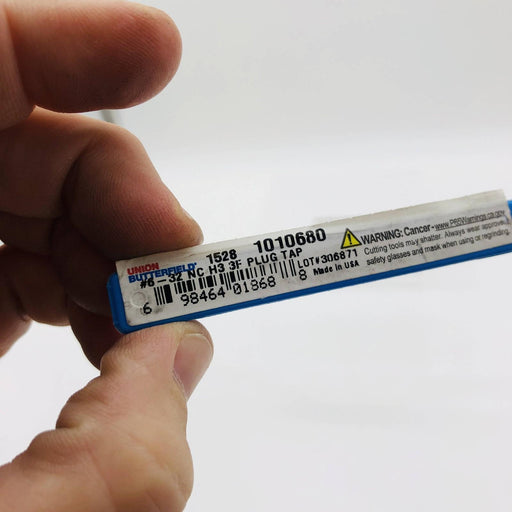 UNION
BUTTERFIELD 1528 1010680
#6-32 NC H3 3F PLUG TAP
LOT#306871
Made in USA
6 98464 01868 8
WARNING: Cancer - www.P65Warnings.ca.gov
Cutting tools may shatter. Always wear approved
safety glasses and mask when using or regrinding.